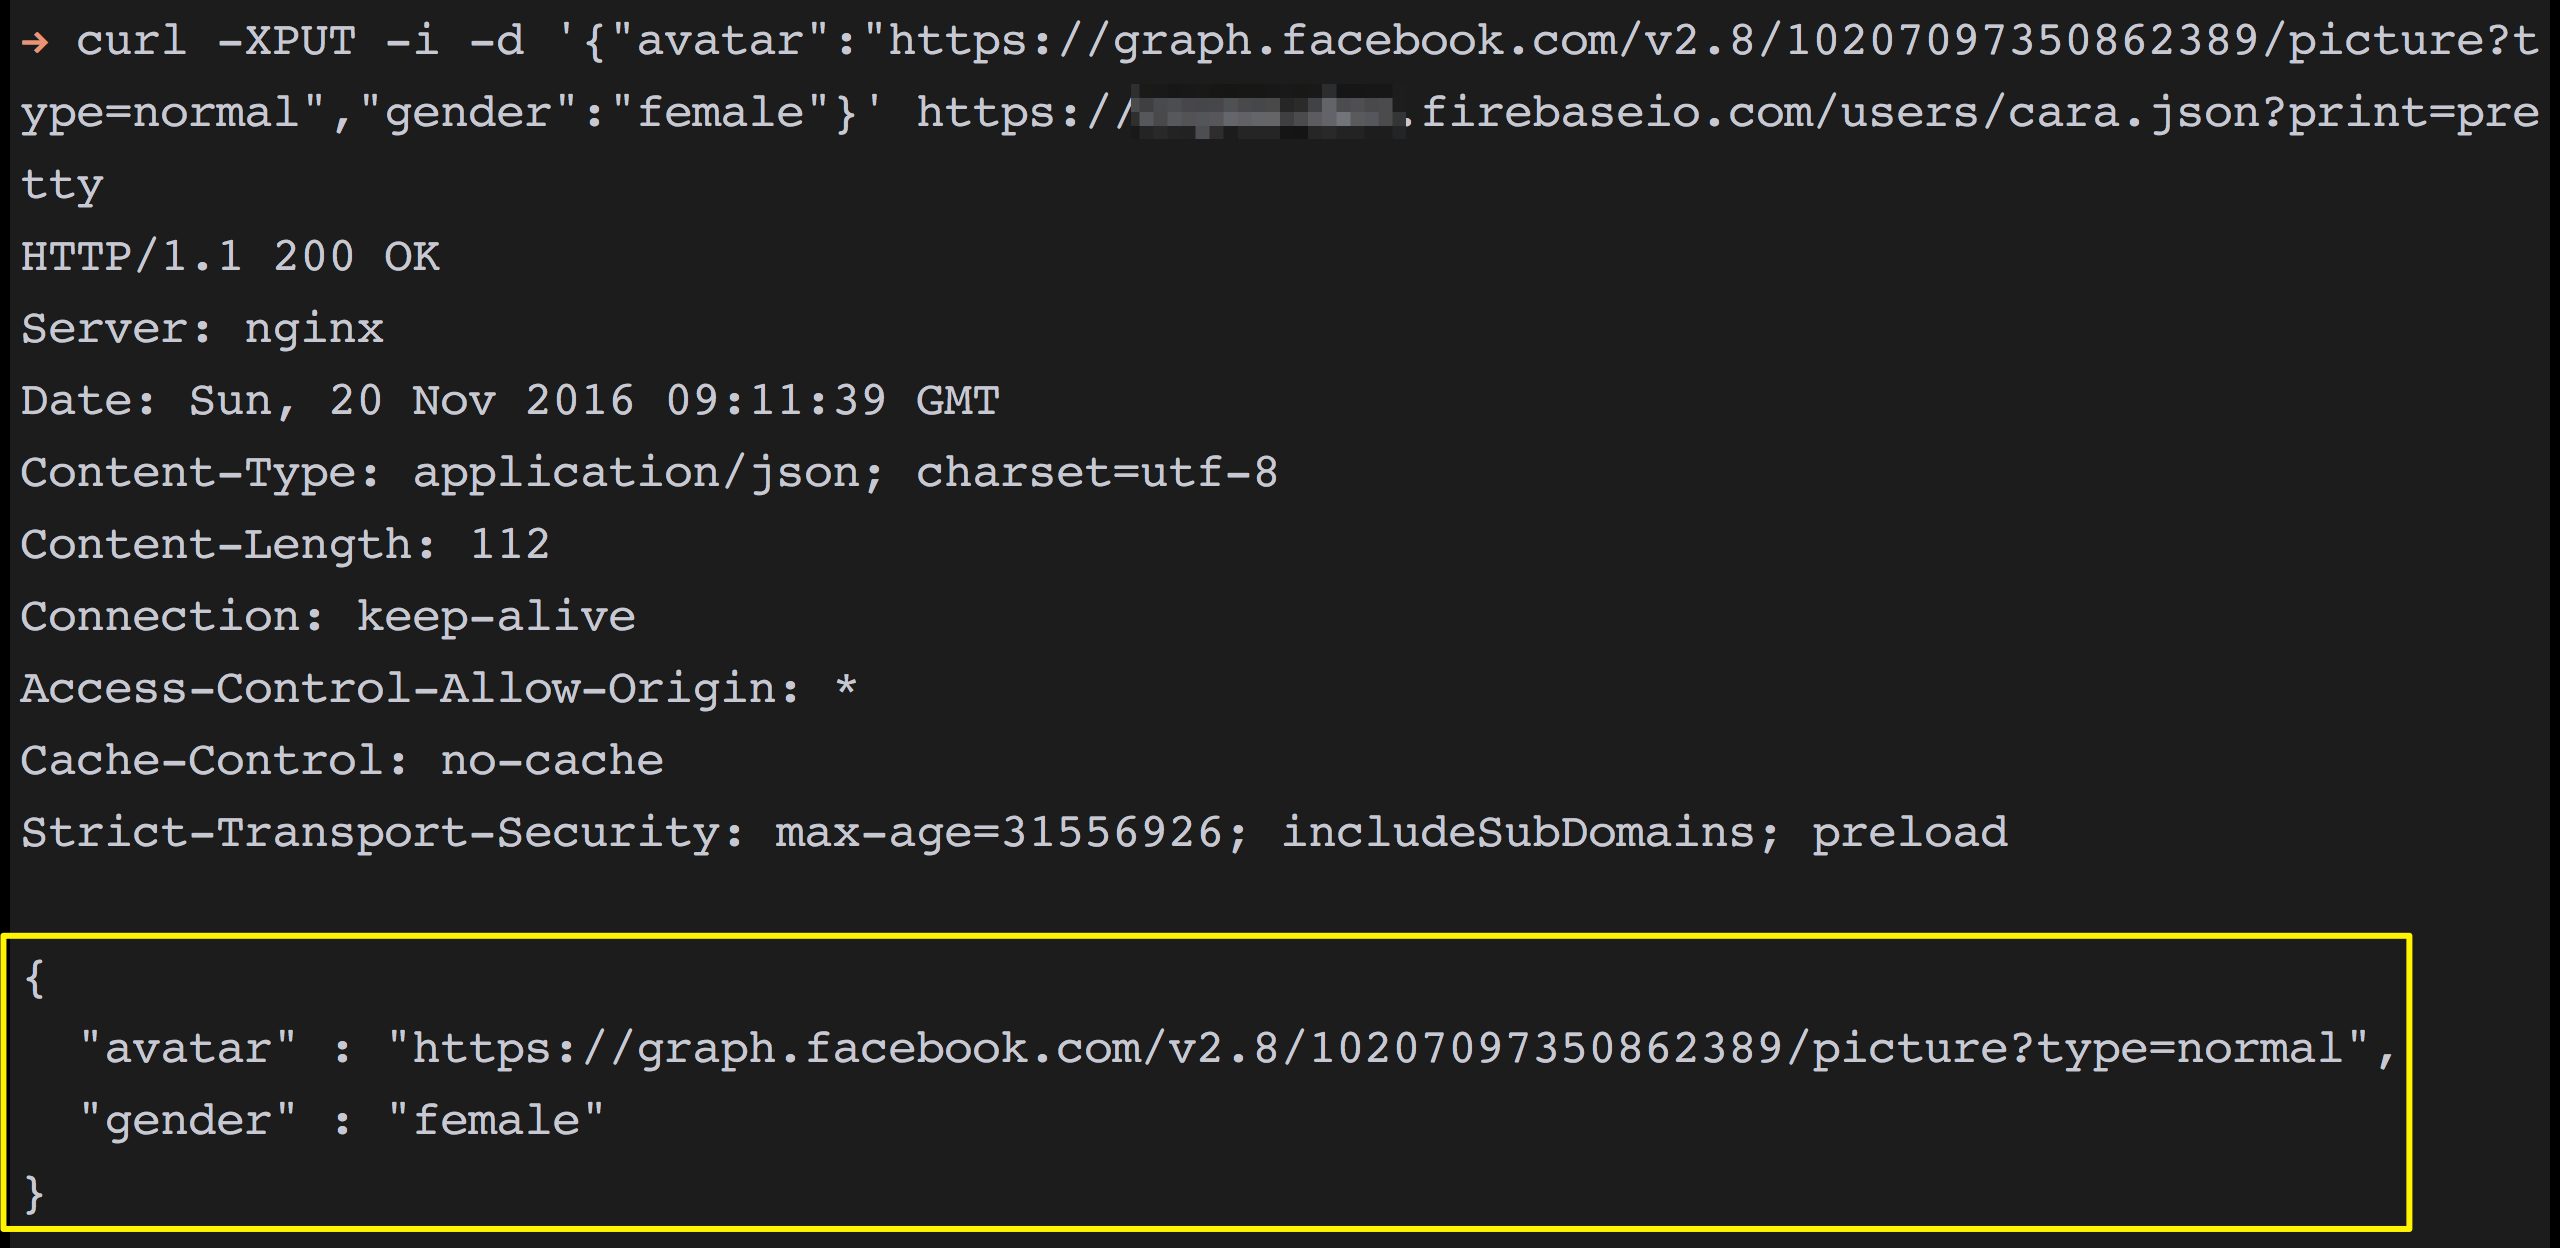 → curl -XPUT -i -d '{"avatar":"https://graph.facebook.com/v2.8/10207097350862389/picture?t
ype=normal","gender":"female"}' https://.firebaseio.com/users/cara.json?print=pre
tty
HTTP/1.1 200 OK
Server: nginx
Date: Sun, 20 Nov 2016 09:11:39 GMT
Content-Type: application/json; charset=utf-8
Content-Length: 112
Connection: keep-alive
Access-Control-Allow-Origin: *
Cache-Control: no-cache
Strict-Transport-Security: max-age=31556926; includeSubDomains; preload
{
"avatar" : "https://graph.facebook.com/v2.8/10207097350862389/picture?type=normal",
"gender" : "female"
}